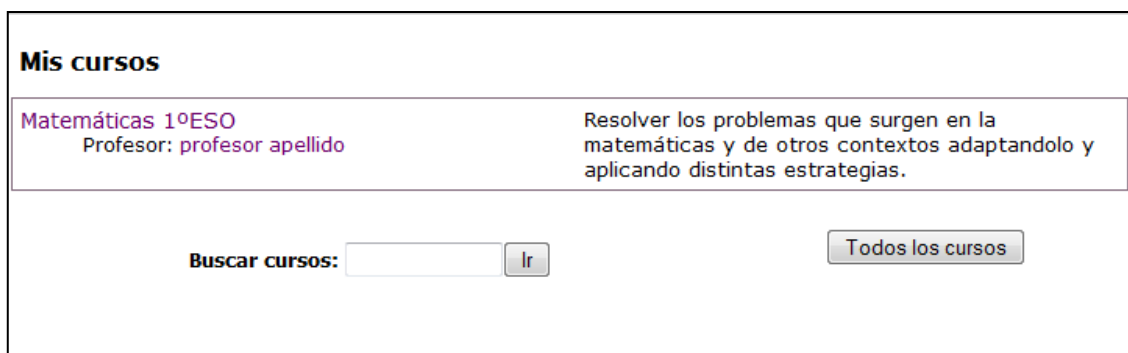 Mis cursos
Matemáticas 1ºESO
Profesor: profesor apellido
Resolver los problemas que surgen en la
matemáticas y de otros contextos adaptandolo y
aplicando distintas estrategias.
Buscar cursos:
Ir
Todos los cursos